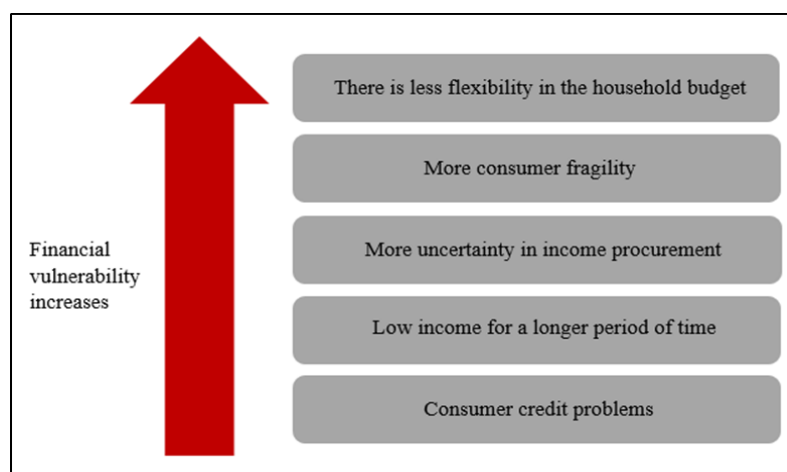 There is less flexibility in the household budget
More consumer fragility
Financial
vulnerability
increases
More uncertainty in income procurement
Low income for a longer period of time
Consumer credit problems